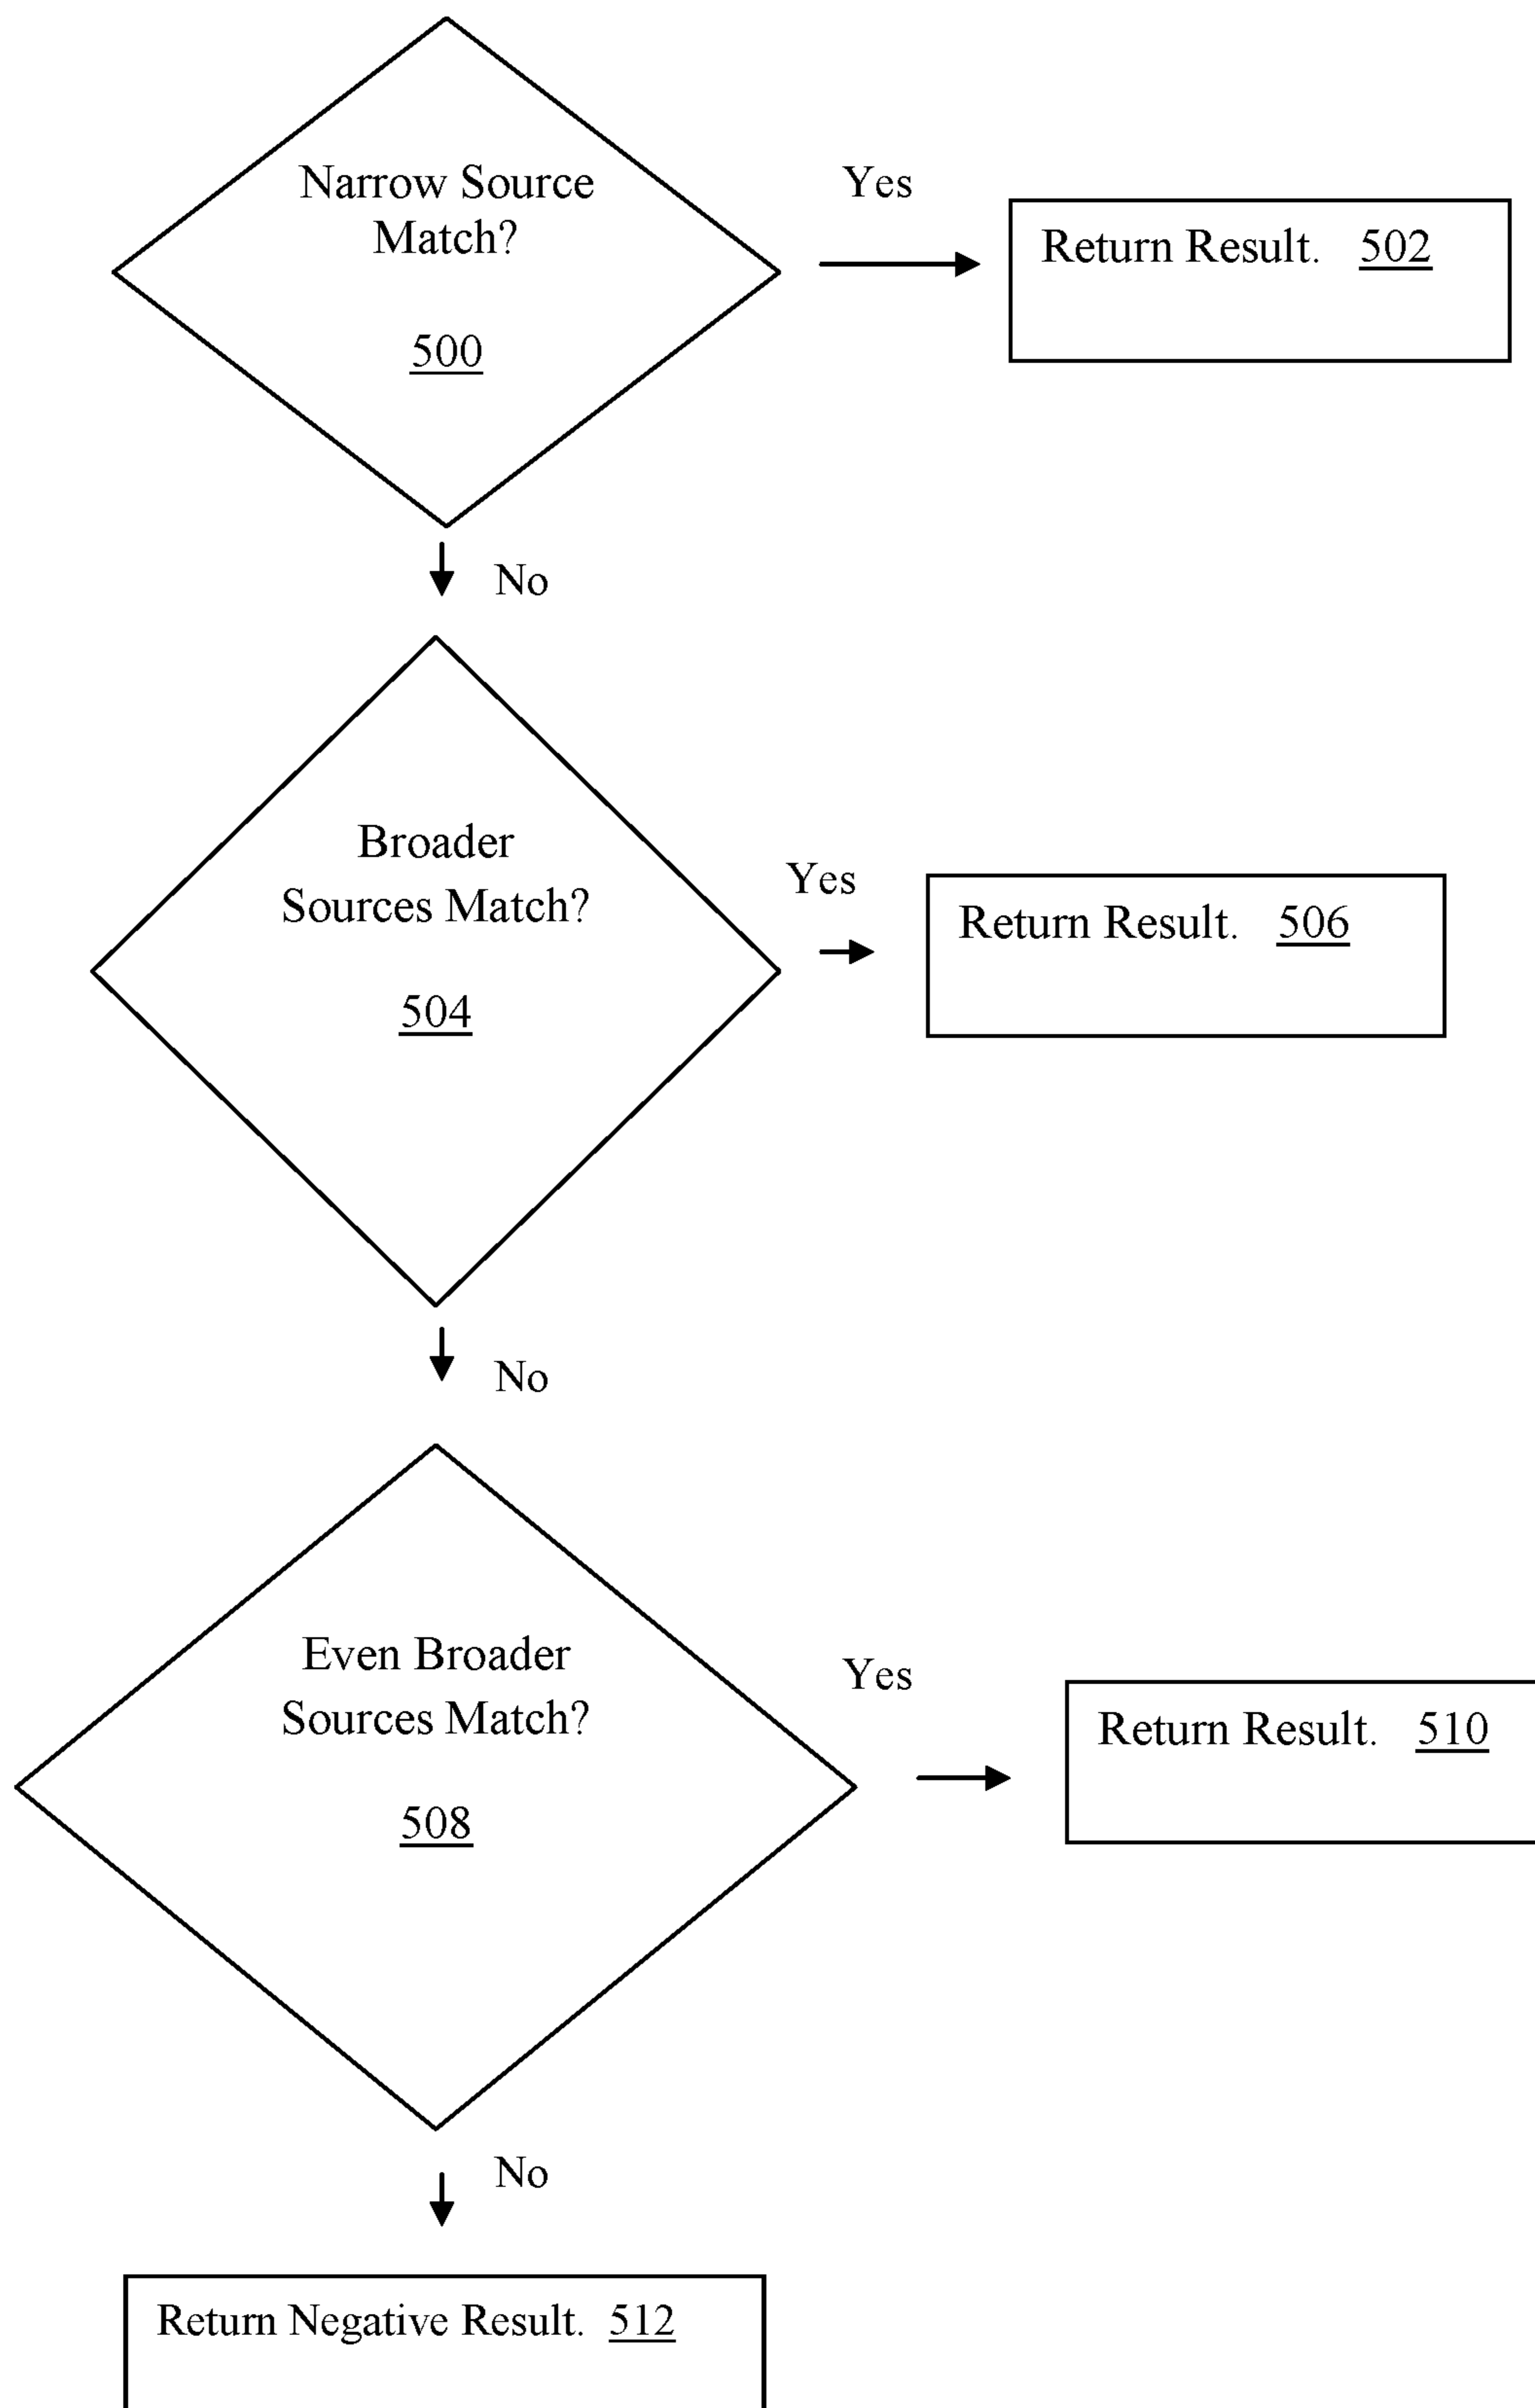 Narrow Source
Match?
500
Yes
Return Result. 502
No
Broader
Sources Match?
504
Yes
Return Result. 506
No
Even Broader
Sources Match?
508
Yes
Return Result. 510
No
Return Negative Result. 512